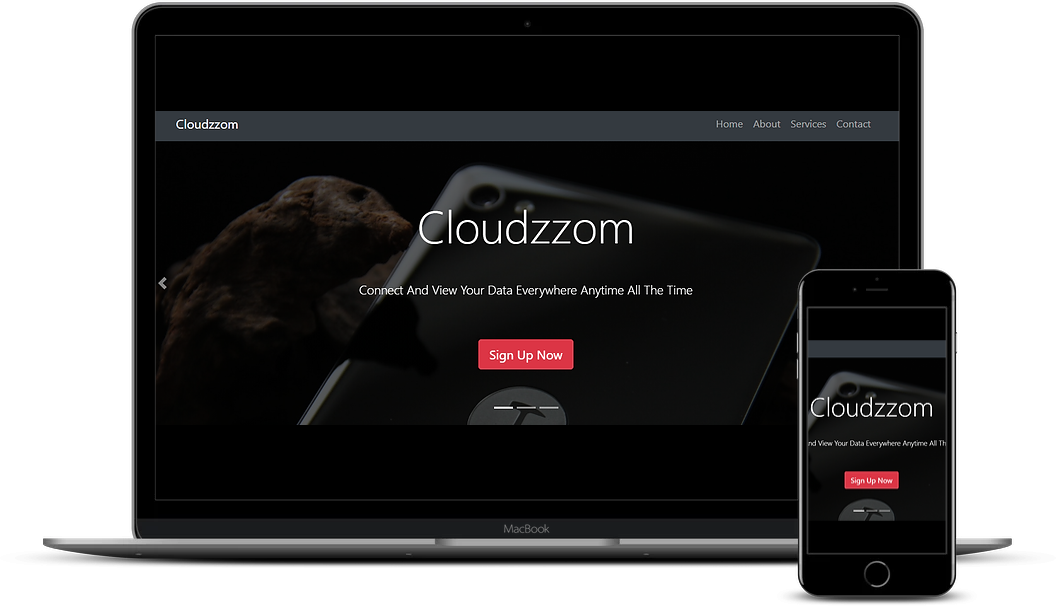 Cloudzzom
Home About Services Contact
Cloudzzom
Connect And View Your Data Everywhere Anytime All The Time
Sign Up Now
MacBook
Cloudzzom
nd View Your Data Everywhere Anytime All Th
Sign Up Now